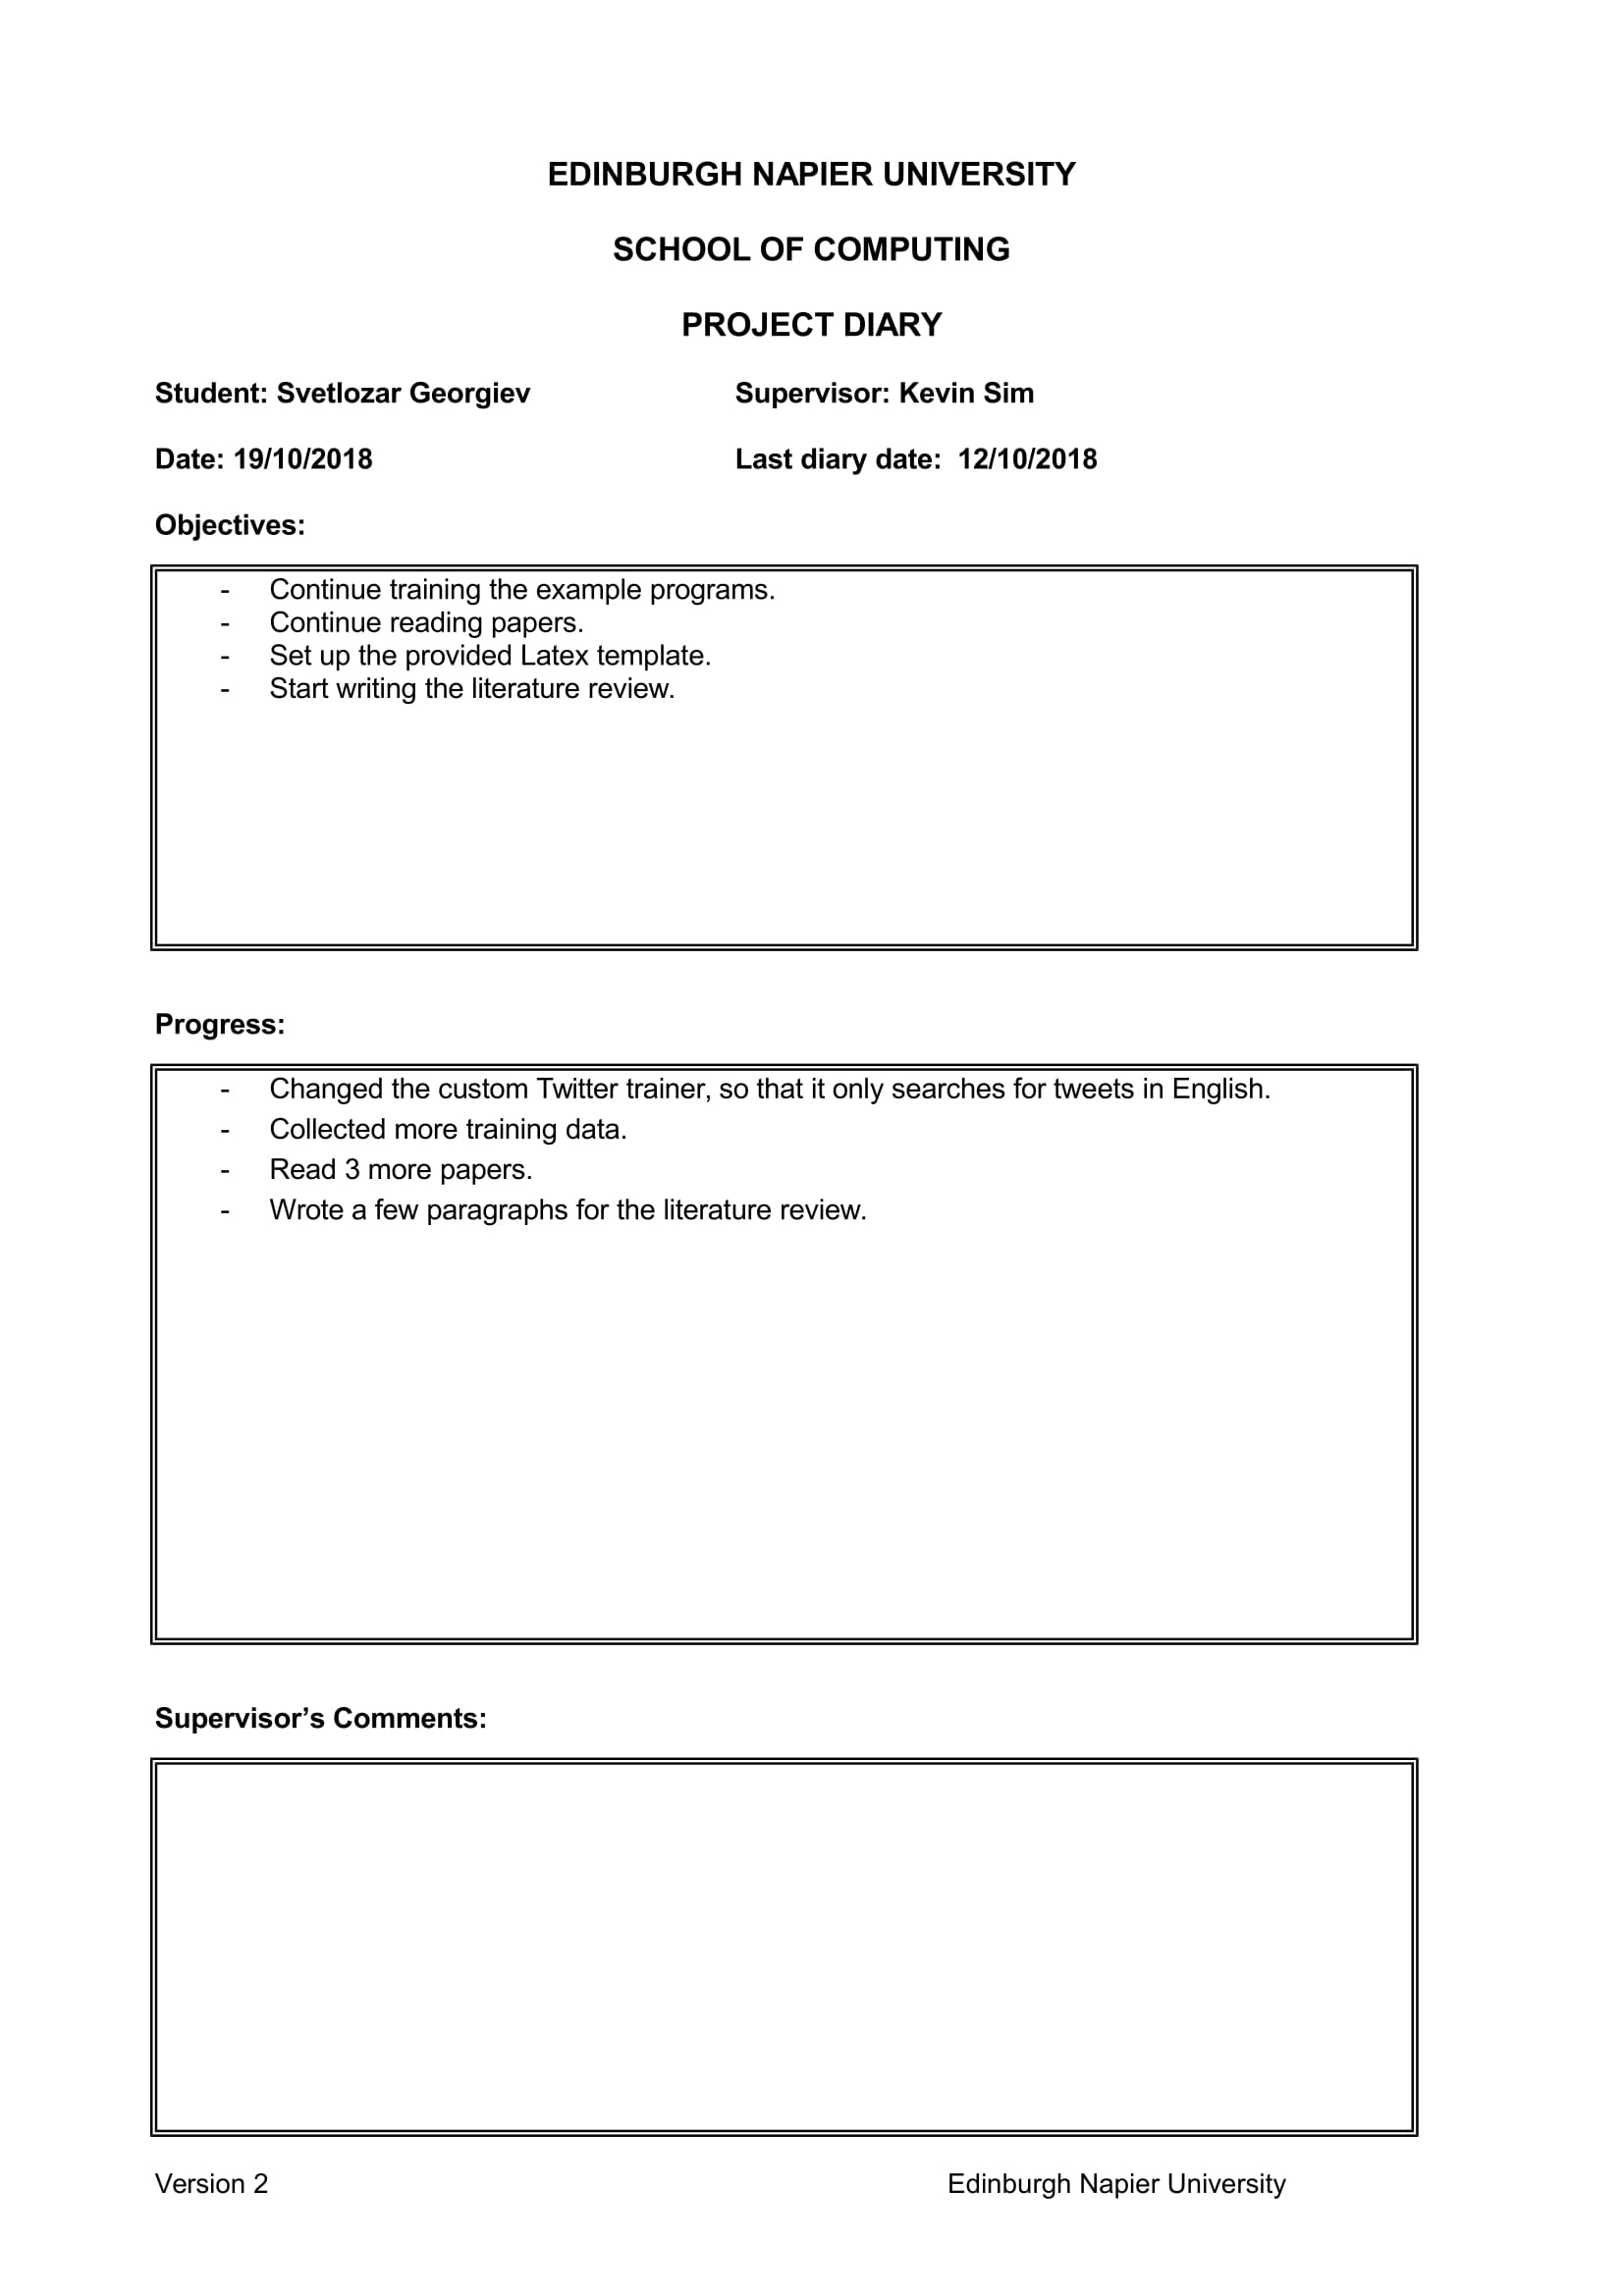 EDINBURGH NAPIER UNIVERSITY
SCHOOL OF COMPUTING
PROJECT DIARY
Student: Svetlozar Georgiev Supervisor: Kevin Sim
Date: 19/10/2018 Last diary date: 12/10/2018
Objectives:
- Continue training the example programs.
- Continue reading papers.
- Set up the provided Latex template.
- Start writing the literature review.
Progress:
- Changed the custom Twitter trainer, so that it only searches for tweets in English.
- Collected more training data.
- Read 3 more papers.
- Wrote a few paragraphs for the literature review.
Supervisor’s Comments:
Version 2 Edinburgh Napier University